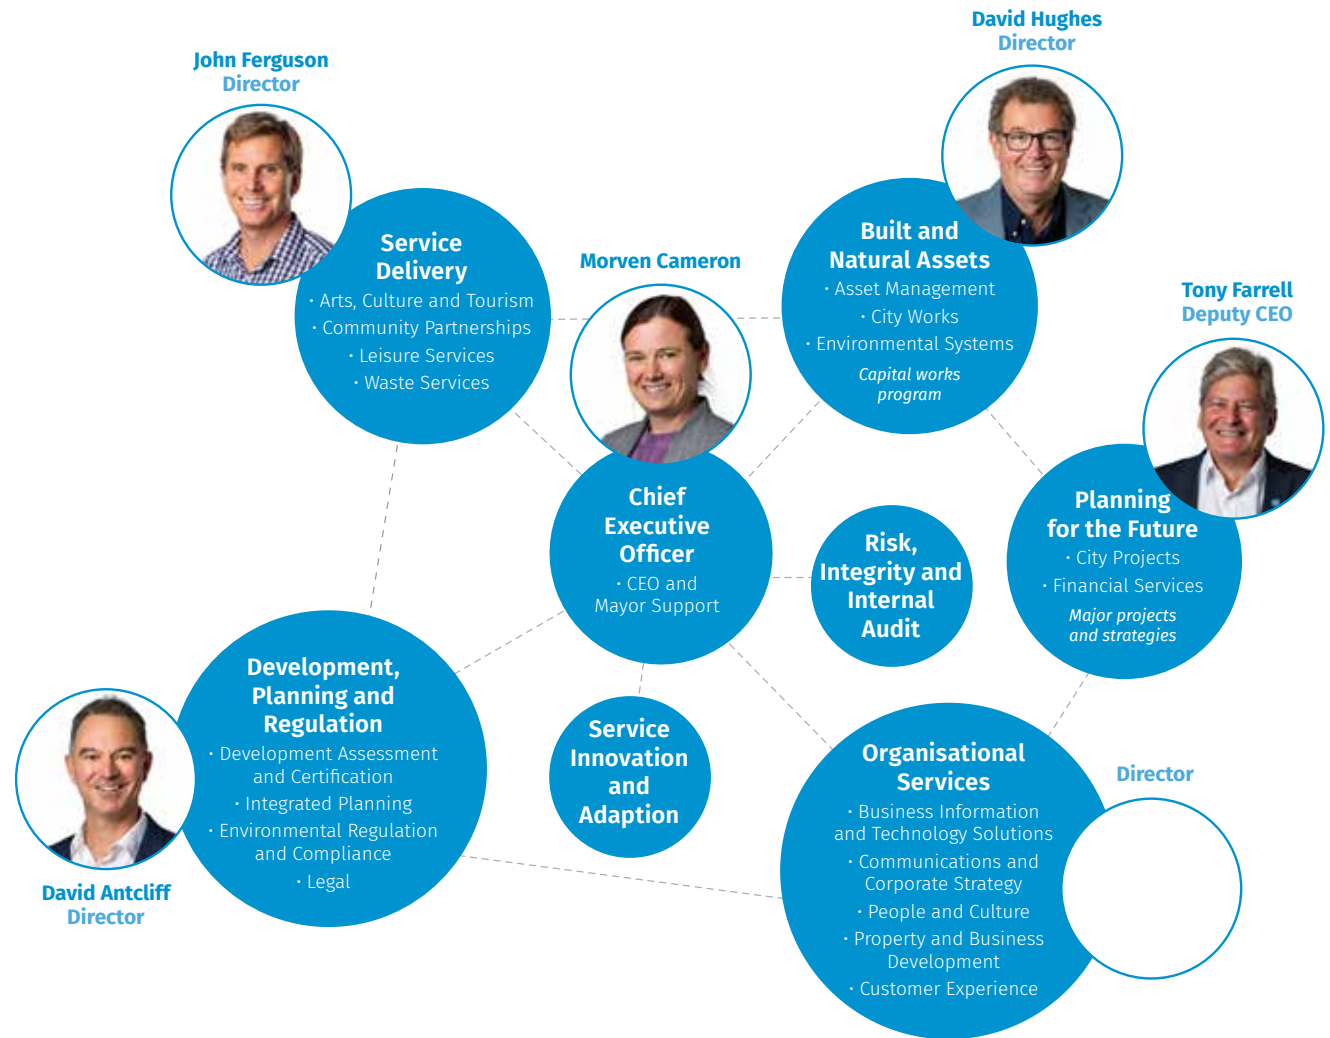 John Ferguson
Director
Service
Delivery
· Arts, Culture and Tourism
· Community Partnerships
· Leisure Services
· Waste Services
Morven Cameron
Chief
Executive
Officer
· CEO and
Mayor Support
David Hughes
Director
Built and
Natural Assets
· Asset Management
· City Works
· Environmental Systems
Capital works
program
Tony Farrell
Deputy CEO
Planning
for the Future
· City Projects
· Financial Services
Major projects
and strategies
Risk,
Integrity and
Internal
Audit
Development,
Planning and
Regulation
· Development Assessment
and Certification
· Integrated Planning
· Environmental Regulation
and Compliance
· Legal
David Antcliff
Director
Service
Innovation
and
Adaption
Organisational
Services
· Business Information
and Technology Solutions
· Communications and
Corporate Strategy
· People and Culture
· Property and Business
Development
· Customer Experience
Director